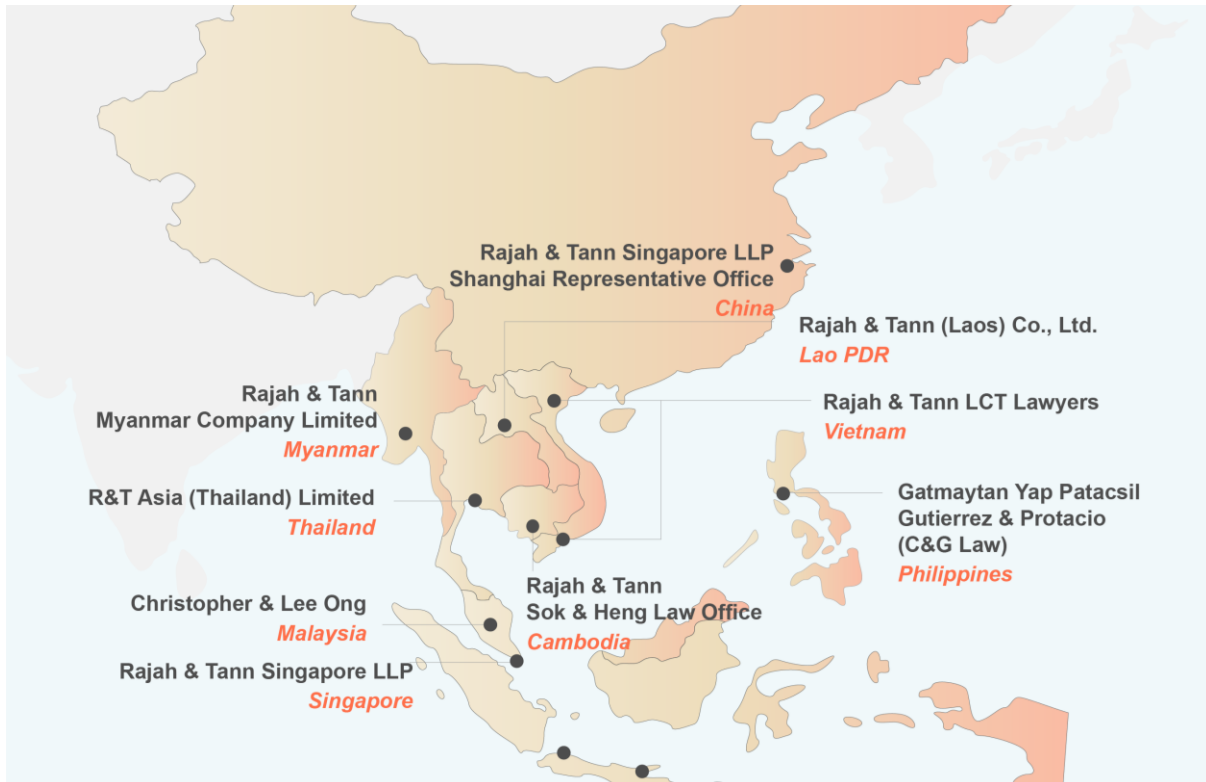 Rajah & Tann Singapore LLP
Shanghai Representative Office
China
Rajah & Tann (Laos) Co., Ltd.
Lao PDR
Rajah & Tann
Myanmar Company Limited
Myanmar
Rajah & Tann LCT Lawyers
Vietnam
R&T Asia (Thailand) Limited
Thailand
Gatmaytan Yap Patacsil
Gutierrez & Protacio
(C&G Law)
Philippines
Rajah & Tann
Sok & Heng Law Office
Cambodia
Christopher & Lee Ong
Malaysia
Rajah & Tann Singapore LLP
Singapore